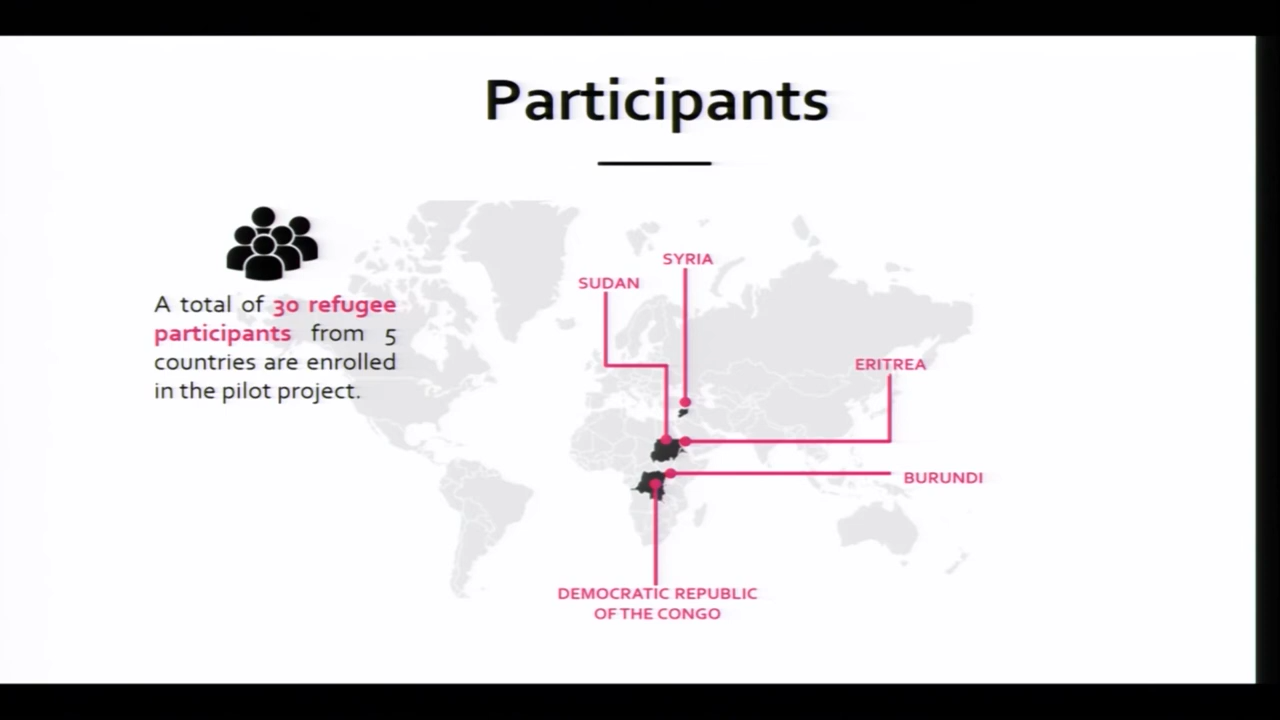 Participants
A total of 30 refugee
participants from 5
countries are enrolled
in the pilot project.
SYRIA
SUDAN
ERITREA
BURUNDI
DEMOCRATIC REPUBLIC
OF THE CONGO